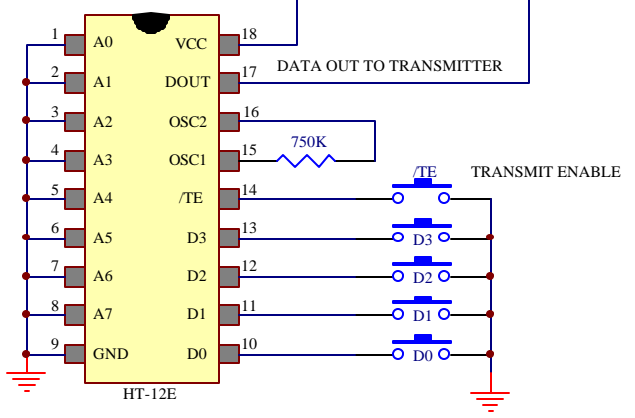 1 A0 VCC 18
2 A1 DOUT 17 DATA OUT TO TRANSMITTER
3 A2 OSC2 16
4 A3 OSC1 15 750K
5 A4 /TE 14 /TE TRANSMIT ENABLE
6 A5 D3 13 D3
7 A6 D2 12 D2
8 A7 D1 11 D1
9 GND D0 10 D0
HT-12E